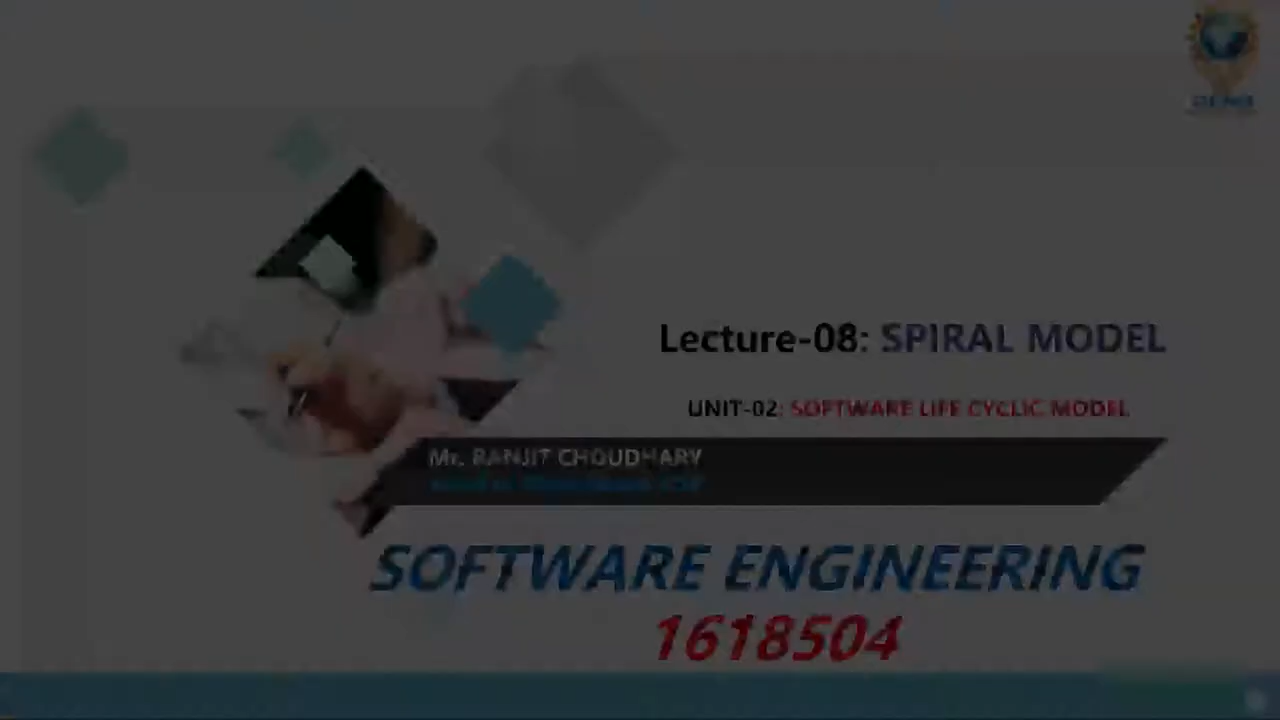 Lecture-08: SPIRAL MODEL
UNIT-02: SOFTWARE LIFE CYCLIC MODEL
Mr. RANJIT CHOUDHARY
SOFTWARE ENGINEERING
1618504